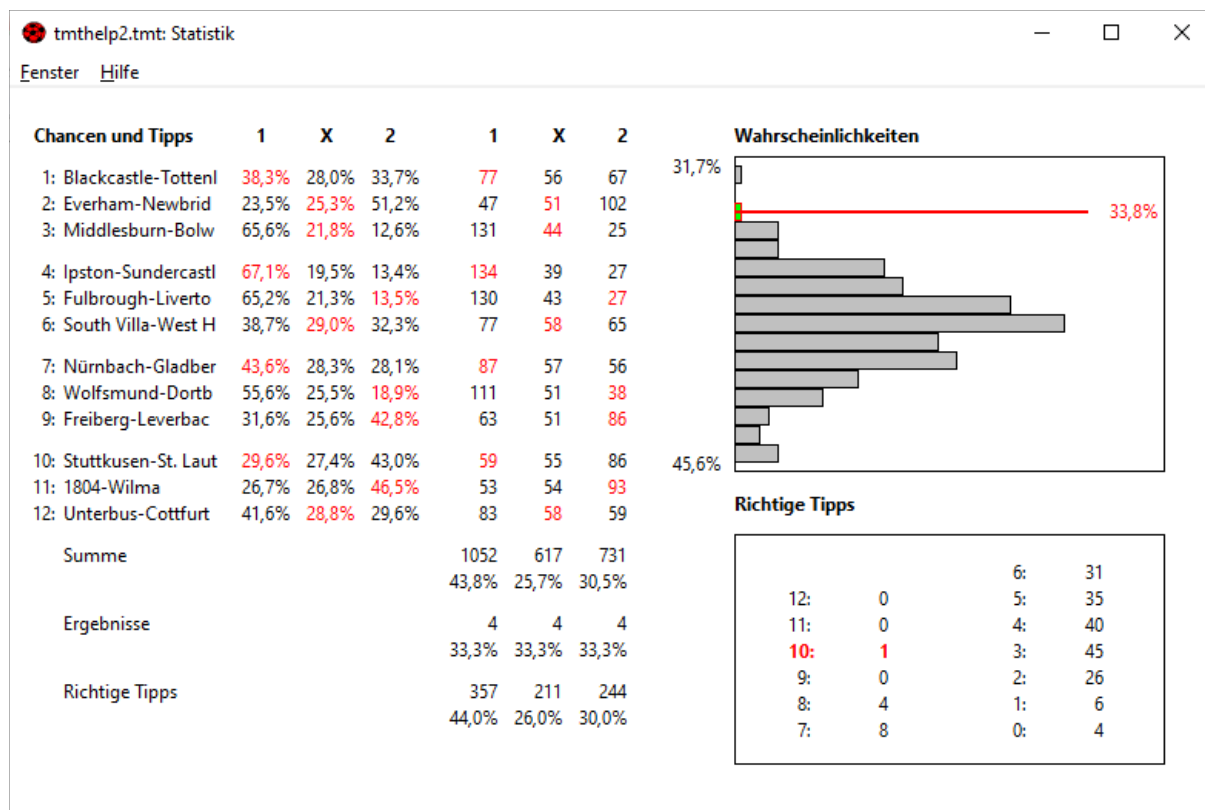 tmthelp2.tmt: Statistik
Fenster Hilfe
Chancen und Tipps 1 X 2 1 X 2
1: Blackcastle-Tottenl 38,3% 28,0% 33,7% 77 56 67
2: Everham-Newbrid 23,5% 25,3% 51,2% 47 51 102
3: Middlesburn-Bolw 65,6% 21,8% 12,6% 131 44 25
4: Ipston-Sundercastl 67,1% 19,5% 13,4% 134 39 27
5: Fulbrough-Liverto 65,2% 21,3% 13,5% 130 43 27
6: South Villa-West H 38,7% 29,0% 32,3% 77 58 65
7: Nürnbach-Gladber 43,6% 28,3% 28,1% 87 57 56
8: Wolfsmund-Dortb 55,6% 25,5% 18,9% 111 51 38
9: Freiberg-Leverbac 31,6% 25,6% 42,8% 63 51 86
10: Stuttkusen-St. Laut 29,6% 27,4% 43,0% 59 55 86
11: 1804-Wilma 26,7% 26,8% 46,5% 53 54 93
12: Unterbus-Cottfurt 41,6% 28,8% 29,6% 83 58 59
Summe 1052 617 731
43,8% 25,7% 30,5%
Ergebnisse 4 4 4
33,3% 33,3% 33,3%
Richtige Tipps 357 211 244
44,0% 26,0% 30,0%
Wahrscheinlichkeiten
31,7%
33,8%
45,6%
Richtige Tipps
6: 31
12: 0 5: 35
11: 0 4: 40
10: 1 3: 45
9: 0 2: 26
8: 4 1: 6
7: 8 0: 4